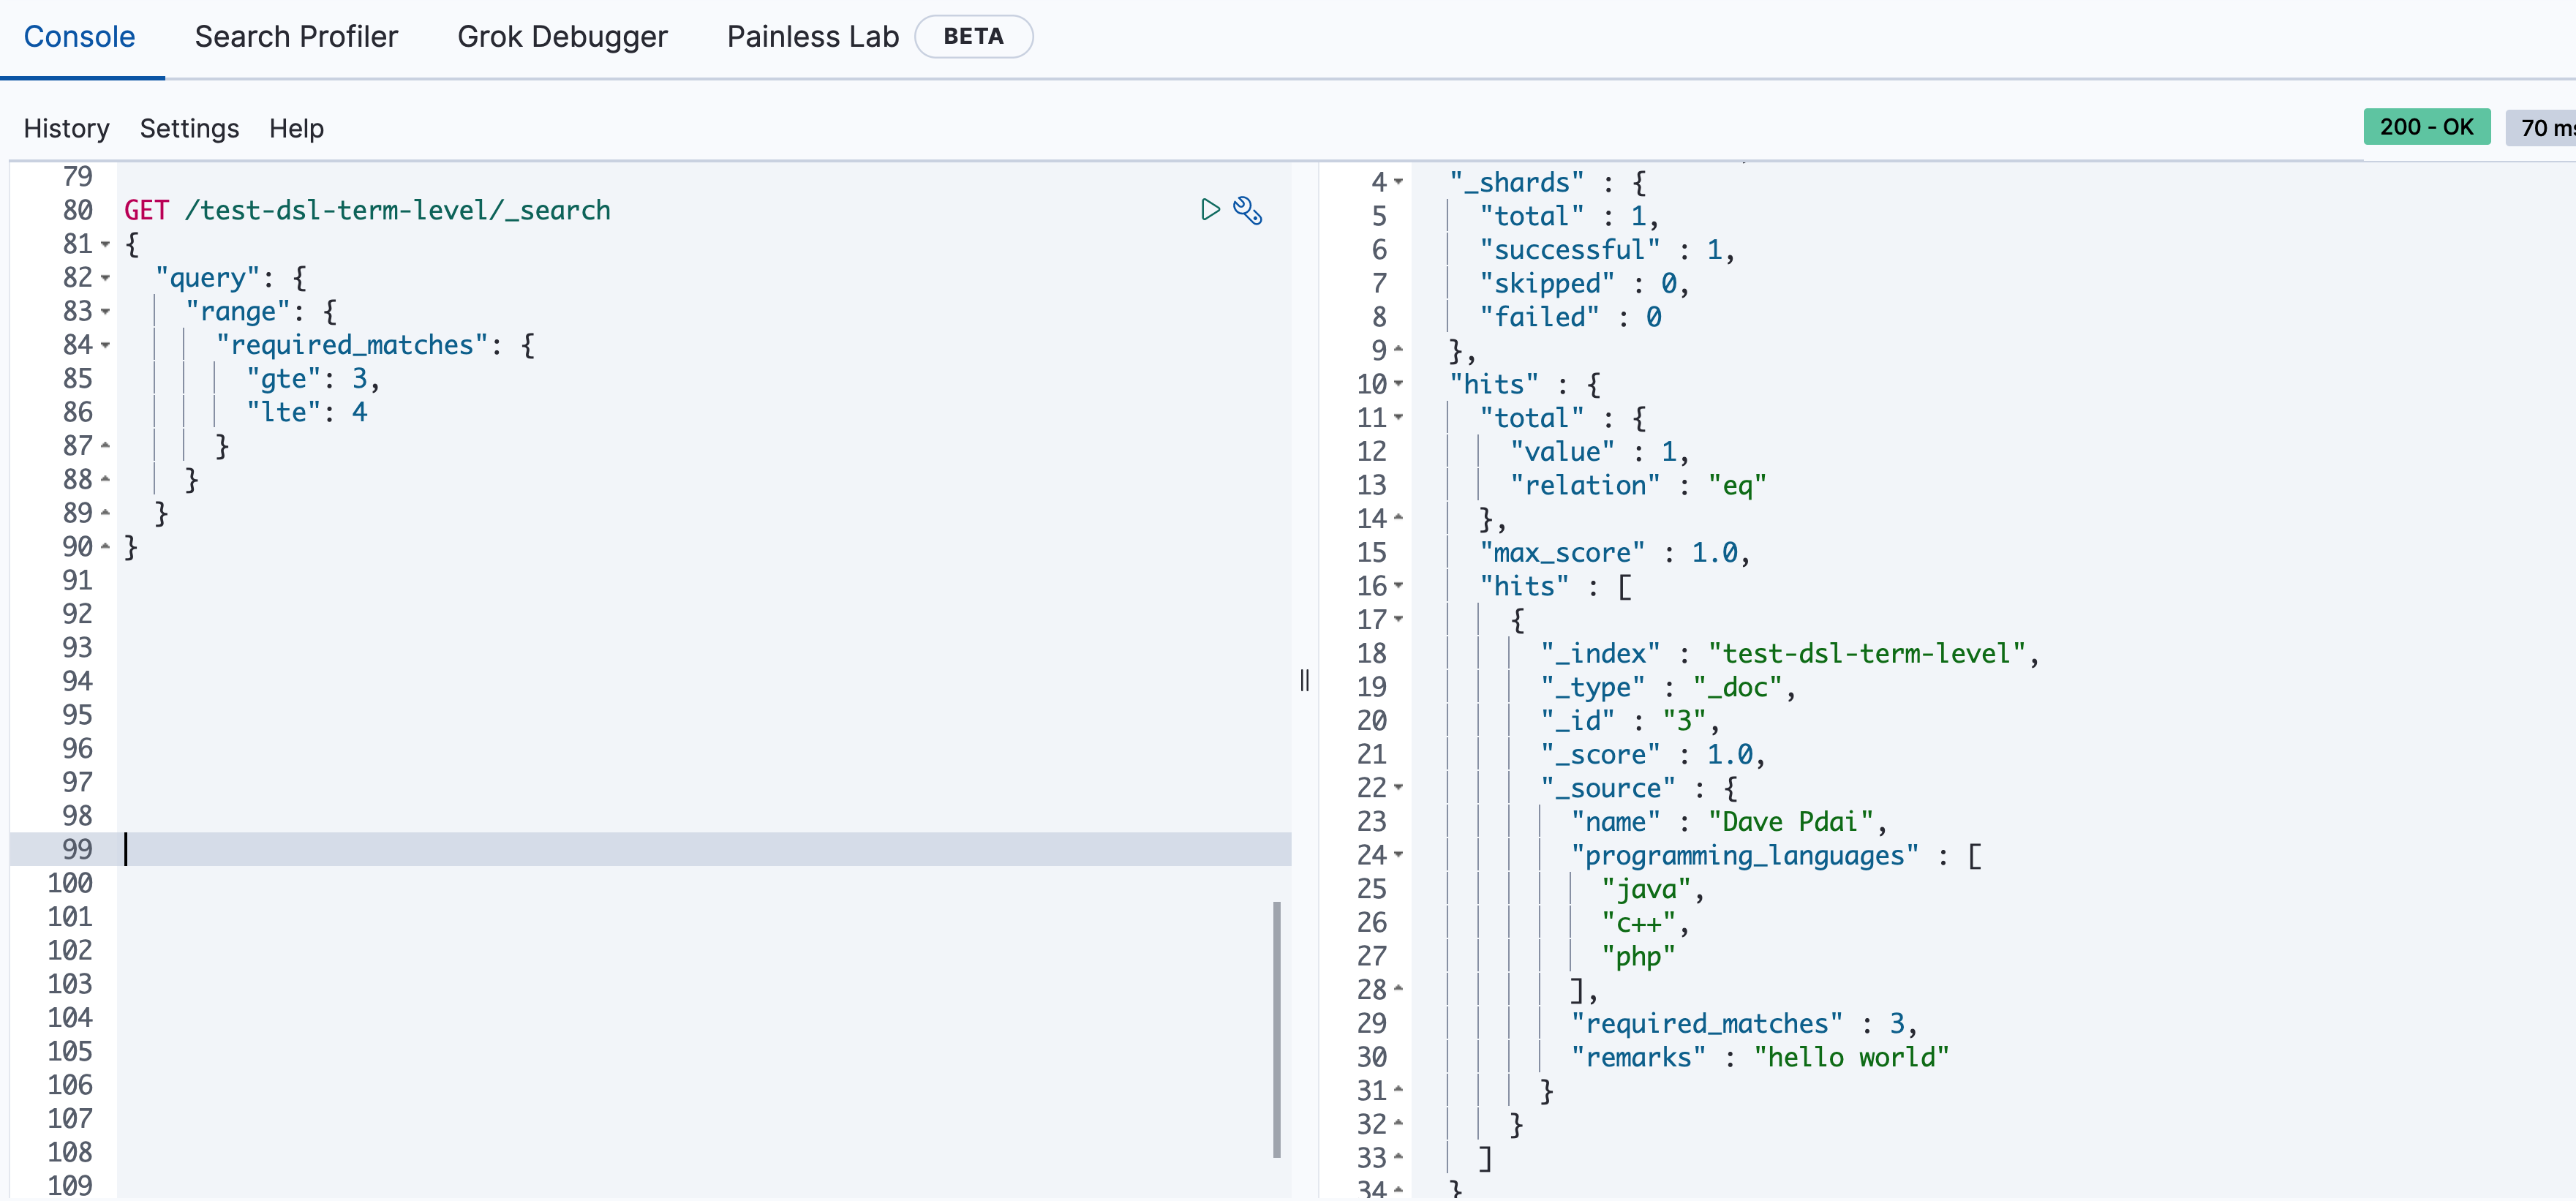 Console Search Profiler Grok Debugger Painless Lab BETA
History Settings Help
200 - OK 70 ms
79
80 GET /test-dsl-term-level/_search
81 {
82 "query": {
83 "range": {
84 "required_matches": {
85 "gte": 3,
86 "lte": 4
87 }
88 }
89 }
90 }
91
92
93
94
95
96
97
98
99
100
101
102
103
104
105
106
107
108
109
4 "_shards" : {
5 "total" : 1,
6 "successful" : 1,
7 "skipped" : 0,
8 "failed" : 0
9 },
10 "hits" : {
11 "total" : {
12 "value" : 1,
13 "relation" : "eq"
14 },
15 "max_score" : 1.0,
16 "hits" : [
17 {
18 "_index" : "test-dsl-term-level",
19 "_type" : "_doc",
20 "_id" : "3",
21 "_score" : 1.0,
22 "_source" : {
23 "name" : "Dave Pdai",
24 "programming_languages" : [
25 "java",
26 "c++",
27 "php"
28 ],
29 "required_matches" : 3,
30 "remarks" : "hello world"
31 }
32 }
33 ]
34 }